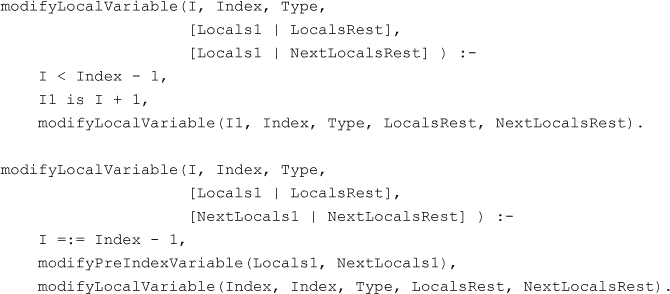 modifyLocalVariable(I, Index, Type,
                    [Locals1 | LocalsRest],
                    [Locals1 | NextLocalsRest] ) :-
    I < Index - 1,
    I1 is I + 1,
    modifyLocalVariable(I1, Index, Type, LocalsRest, NextLocalsRest).

modifyLocalVariable(I, Index, Type,
                    [Locals1 | LocalsRest],
                    [NextLocals1 | NextLocalsRest] ) :-
    I =:= Index - 1,
    modifyPreIndexVariable(Locals1, NextLocals1),
    modifyLocalVariable(Index, Index, Type, LocalsRest, NextLocalsRest).